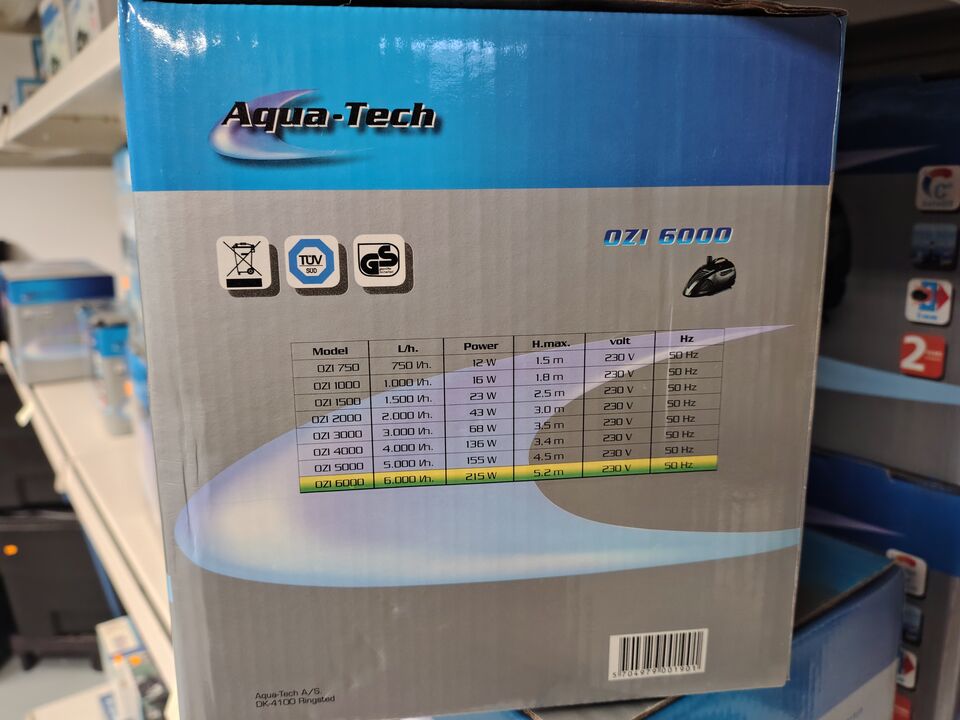 Aqua-Tech
TÜV
SÜD
GS
OZI 6000
Model L/h. Power H.max. volt Hz
OZI 750 750 l/h. 12 W 1.5 m 230 V 50 Hz
OZI 1000 1.000 l/h. 16 W 1.8 m 230 V 50 Hz
OZI 1500 1.500 l/h. 23 W 2.5 m 230 V 50 Hz
OZI 2000 2.000 l/h. 43 W 3.0 m 230 V 50 Hz
OZI 3000 3.000 l/h. 68 W 3.5 m 230 V 50 Hz
OZI 4000 4.000 l/h. 136 W 3.4 m 230 V 50 Hz
OZI 5000 5.000 l/h. 155 W 4.5 m 230 V 50 Hz
OZI 6000 6.000 l/h. 215 W 5.2 m 230 V 50 Hz
5 704979 001901
Aqua-Tech A/S.
DK-4100 Ringsted
C
2